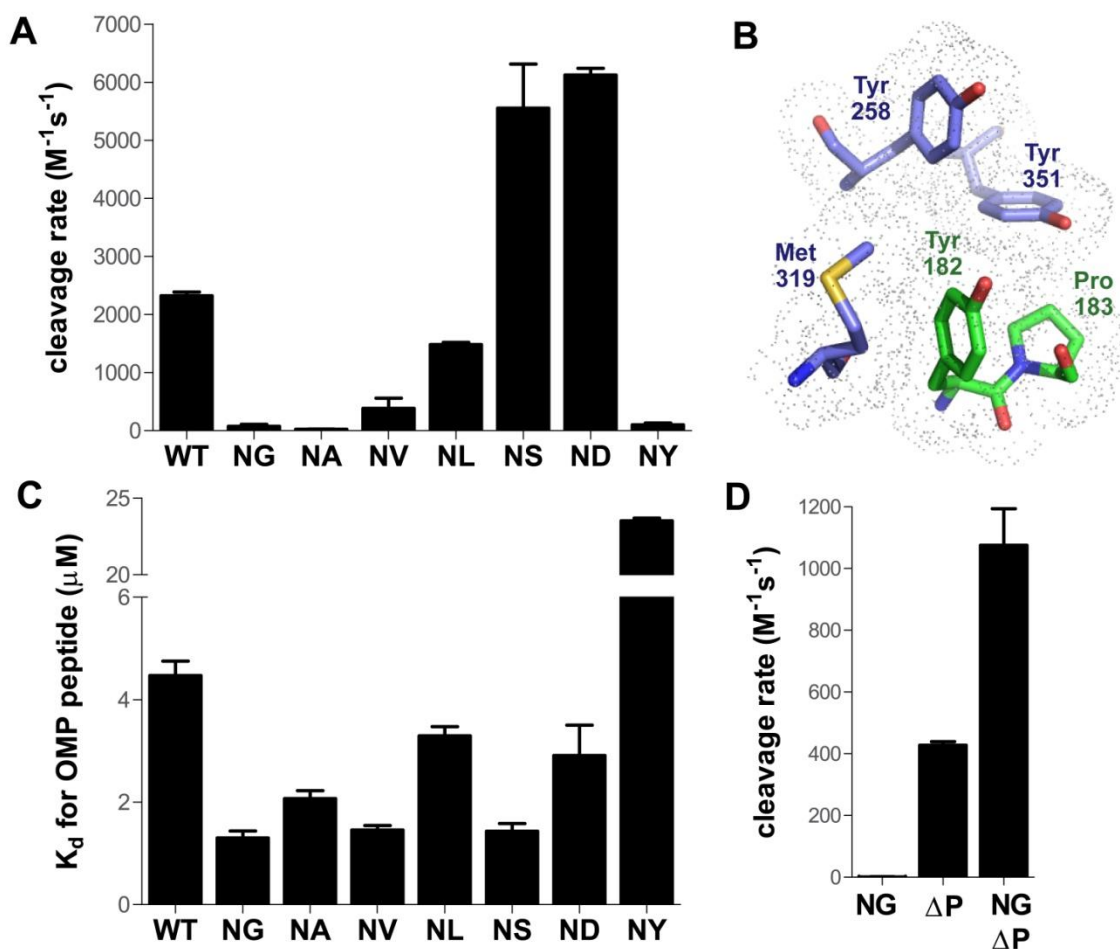 A
cleavage rate (M-1s-1)
7000
6000
5000
4000
3000
2000
1000
0
WT NG NA NV NL NS ND NY
B
Tyr
258
Tyr
351
Met
319
Tyr
182
Pro
183
C
Kd for OMP peptide (μM)
25
20
6
4
2
0
WT NG NA NV NL NS ND NY
D
cleavage rate (M-1s-1)
1200
1000
800
600
400
200
0
NG ΔP NG
ΔP